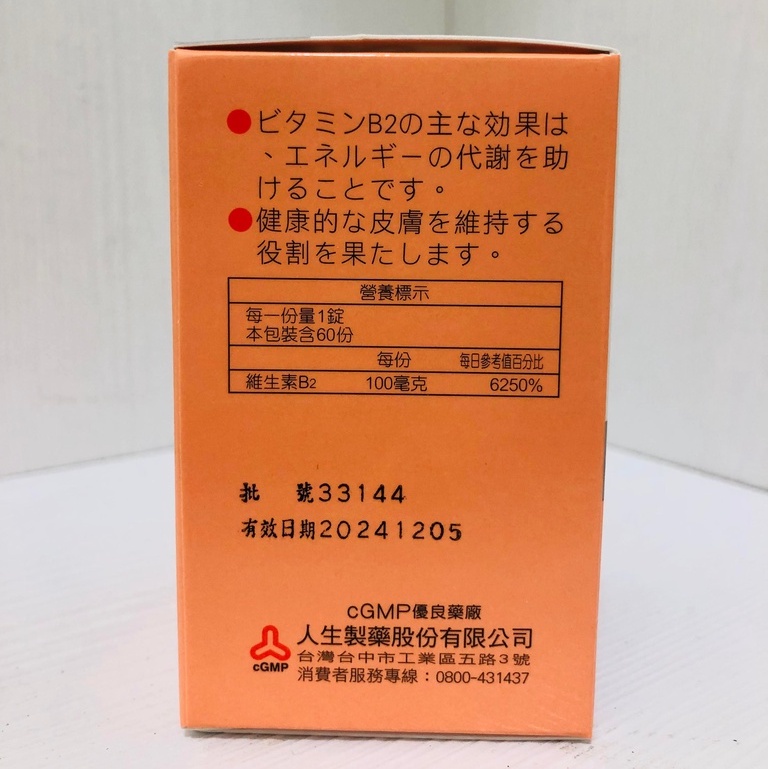 ●ビタミンB2の主な効果は
、エネルギーの代謝を助
けることです。
●健康的な皮膚を維持する
役割を果たします。
營養標示
每一份量1錠
本包裝含60份
每份 每日參考值百分比
維生素B2 100毫克 6250%
批 號33144
有效日期20241205
cGMP優良藥廠
人生製藥股份有限公司
台灣台中市工業區五路3號
cGMP
消費者服務專線：0800-431437